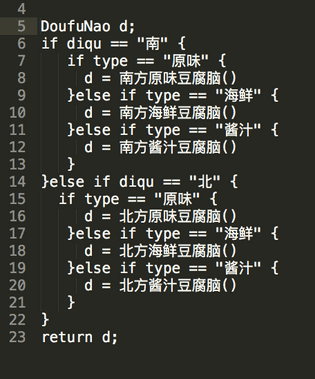 4
5 DoufuNao d;
6 if diqu == "南" {
7    if type == "原味" {
8      d = 南方原味豆腐脑()
9    }else if type == "海鲜" {
10      d = 南方海鲜豆腐脑()
11    }else if type == "酱汁" {
12      d = 南方酱汁豆腐脑()
13    }
14 }else if diqu == "北" {
15   if type == "原味" {
16      d = 北方原味豆腐脑()
17    }else if type == "海鲜" {
18      d = 北方海鲜豆腐脑()
19    }else if type == "酱汁" {
20      d = 北方酱汁豆腐脑()
21    }
22 }
23 return d;